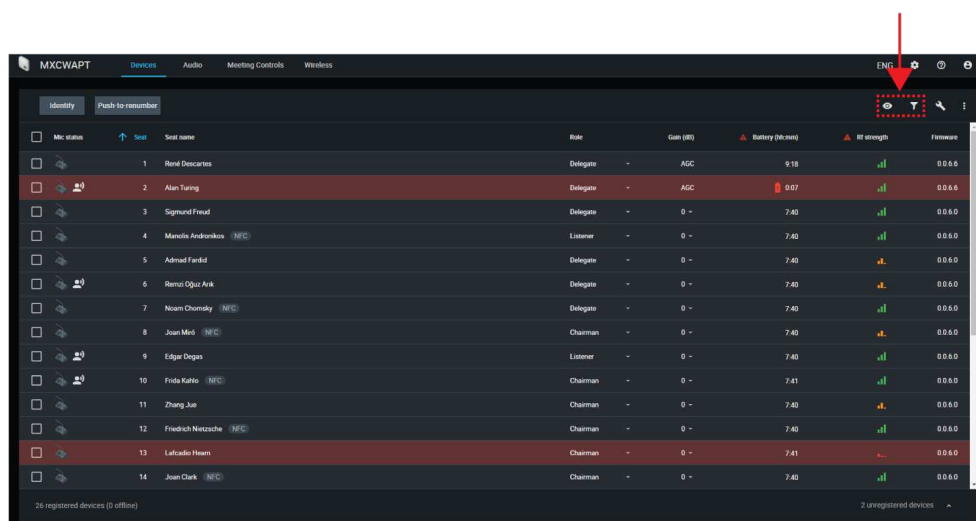 MXCWAPT Devices Audio Meeting Controls Wireless ENG
Identify Push-to-renumber
Mic status Seat Seat name Role Gain (dB) Battery (hh:mm) RF strength Firmware
1 René Descartes Delegate AGC 9:18 0.0.6.6
2 Alan Turing Delegate AGC 0:07 0.0.6.6
3 Sigmund Freud Delegate 0 7:40 0.0.6.0
4 Manolis Andronikos NFC Listener 0 7:40 0.0.6.0
5 Admad Fardid Delegate 0 7:40 0.0.6.0
6 Remzi Oğuz Arık Delegate 0 7:40 0.0.6.0
7 Noam Chomsky NFC Delegate 0 7:40 0.0.6.0
8 Joan Miró NFC Chairman 0 7:40 0.0.6.0
9 Edgar Degas Listener 0 7:40 0.0.6.0
10 Frida Kahlo NFC Chairman 0 7:41 0.0.6.0
11 Zhang Jue Chairman 0 7:40 0.0.6.0
12 Friedrich Nietzsche NFC Chairman 0 7:40 0.0.6.0
13 Lafcadio Hearn Chairman 0 7:41 0.0.6.0
14 Joan Clark NFC Chairman 0 7:40 0.0.6.0
26 registered devices (0 offline) 2 unregistered devices